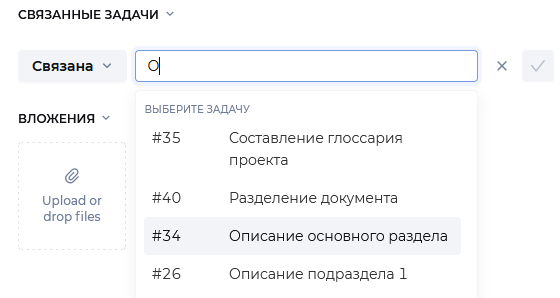 СВЯЗАННЫЕ ЗАДАЧИ
Связана
О
ВЫБЕРИТЕ ЗАДАЧУ
#35 Составление глоссария
проекта
#40 Разделение документа
#34 Описание основного раздела
#26 Описание подраздела 1
ВЛОЖЕНИЯ
Upload or
drop files